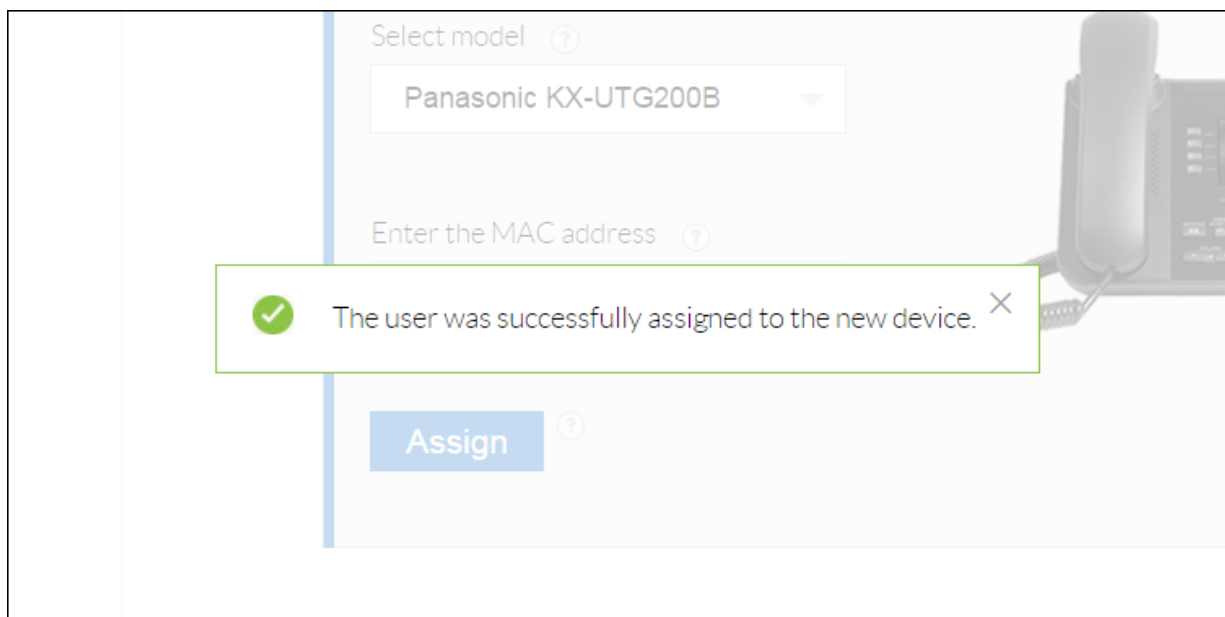 Select model ?
Panasonic KX-UTG200B
Enter the MAC address ?
The user was successfully assigned to the new device.
Assign ?